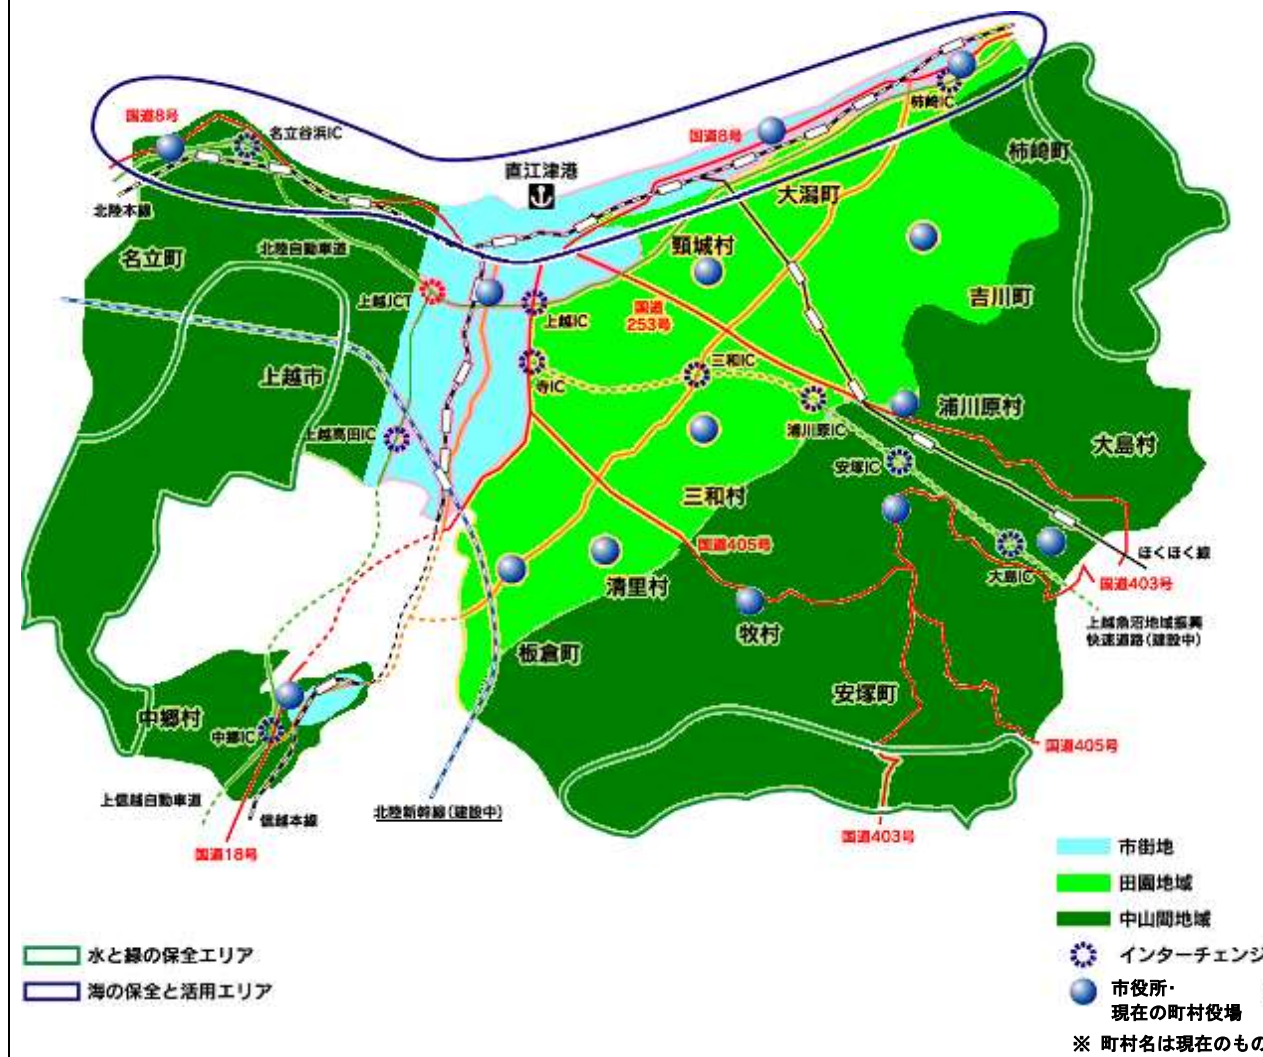 国道8号
名立谷浜IC
北陸本線
名立町
北陸自動車道
直江津港
国道8号
柿崎IC
柿崎町
大潟町
頸城村
吉川町
上越JCT
上越IC
国道
253号
上越市
寺IC
三和IC
上越高田IC
浦川原IC
浦川原村
大島村
安塚IC
三和村
国道405号
清里村
大島IC
ほくほく線
国道403号
上越魚沼地域振興
快速道路(建設中)
牧村
板倉町
安塚町
中郷村
中郷IC
国道405号
上信越自動車道
信越本線
北陸新幹線(建設中)
国道18号
国道403号
市街地
田園地域
中山間地域
インターチェンジ
市役所・
現在の町村役場
※ 町村名は現在のもの
水と緑の保全エリア
海の保全と活用エリア